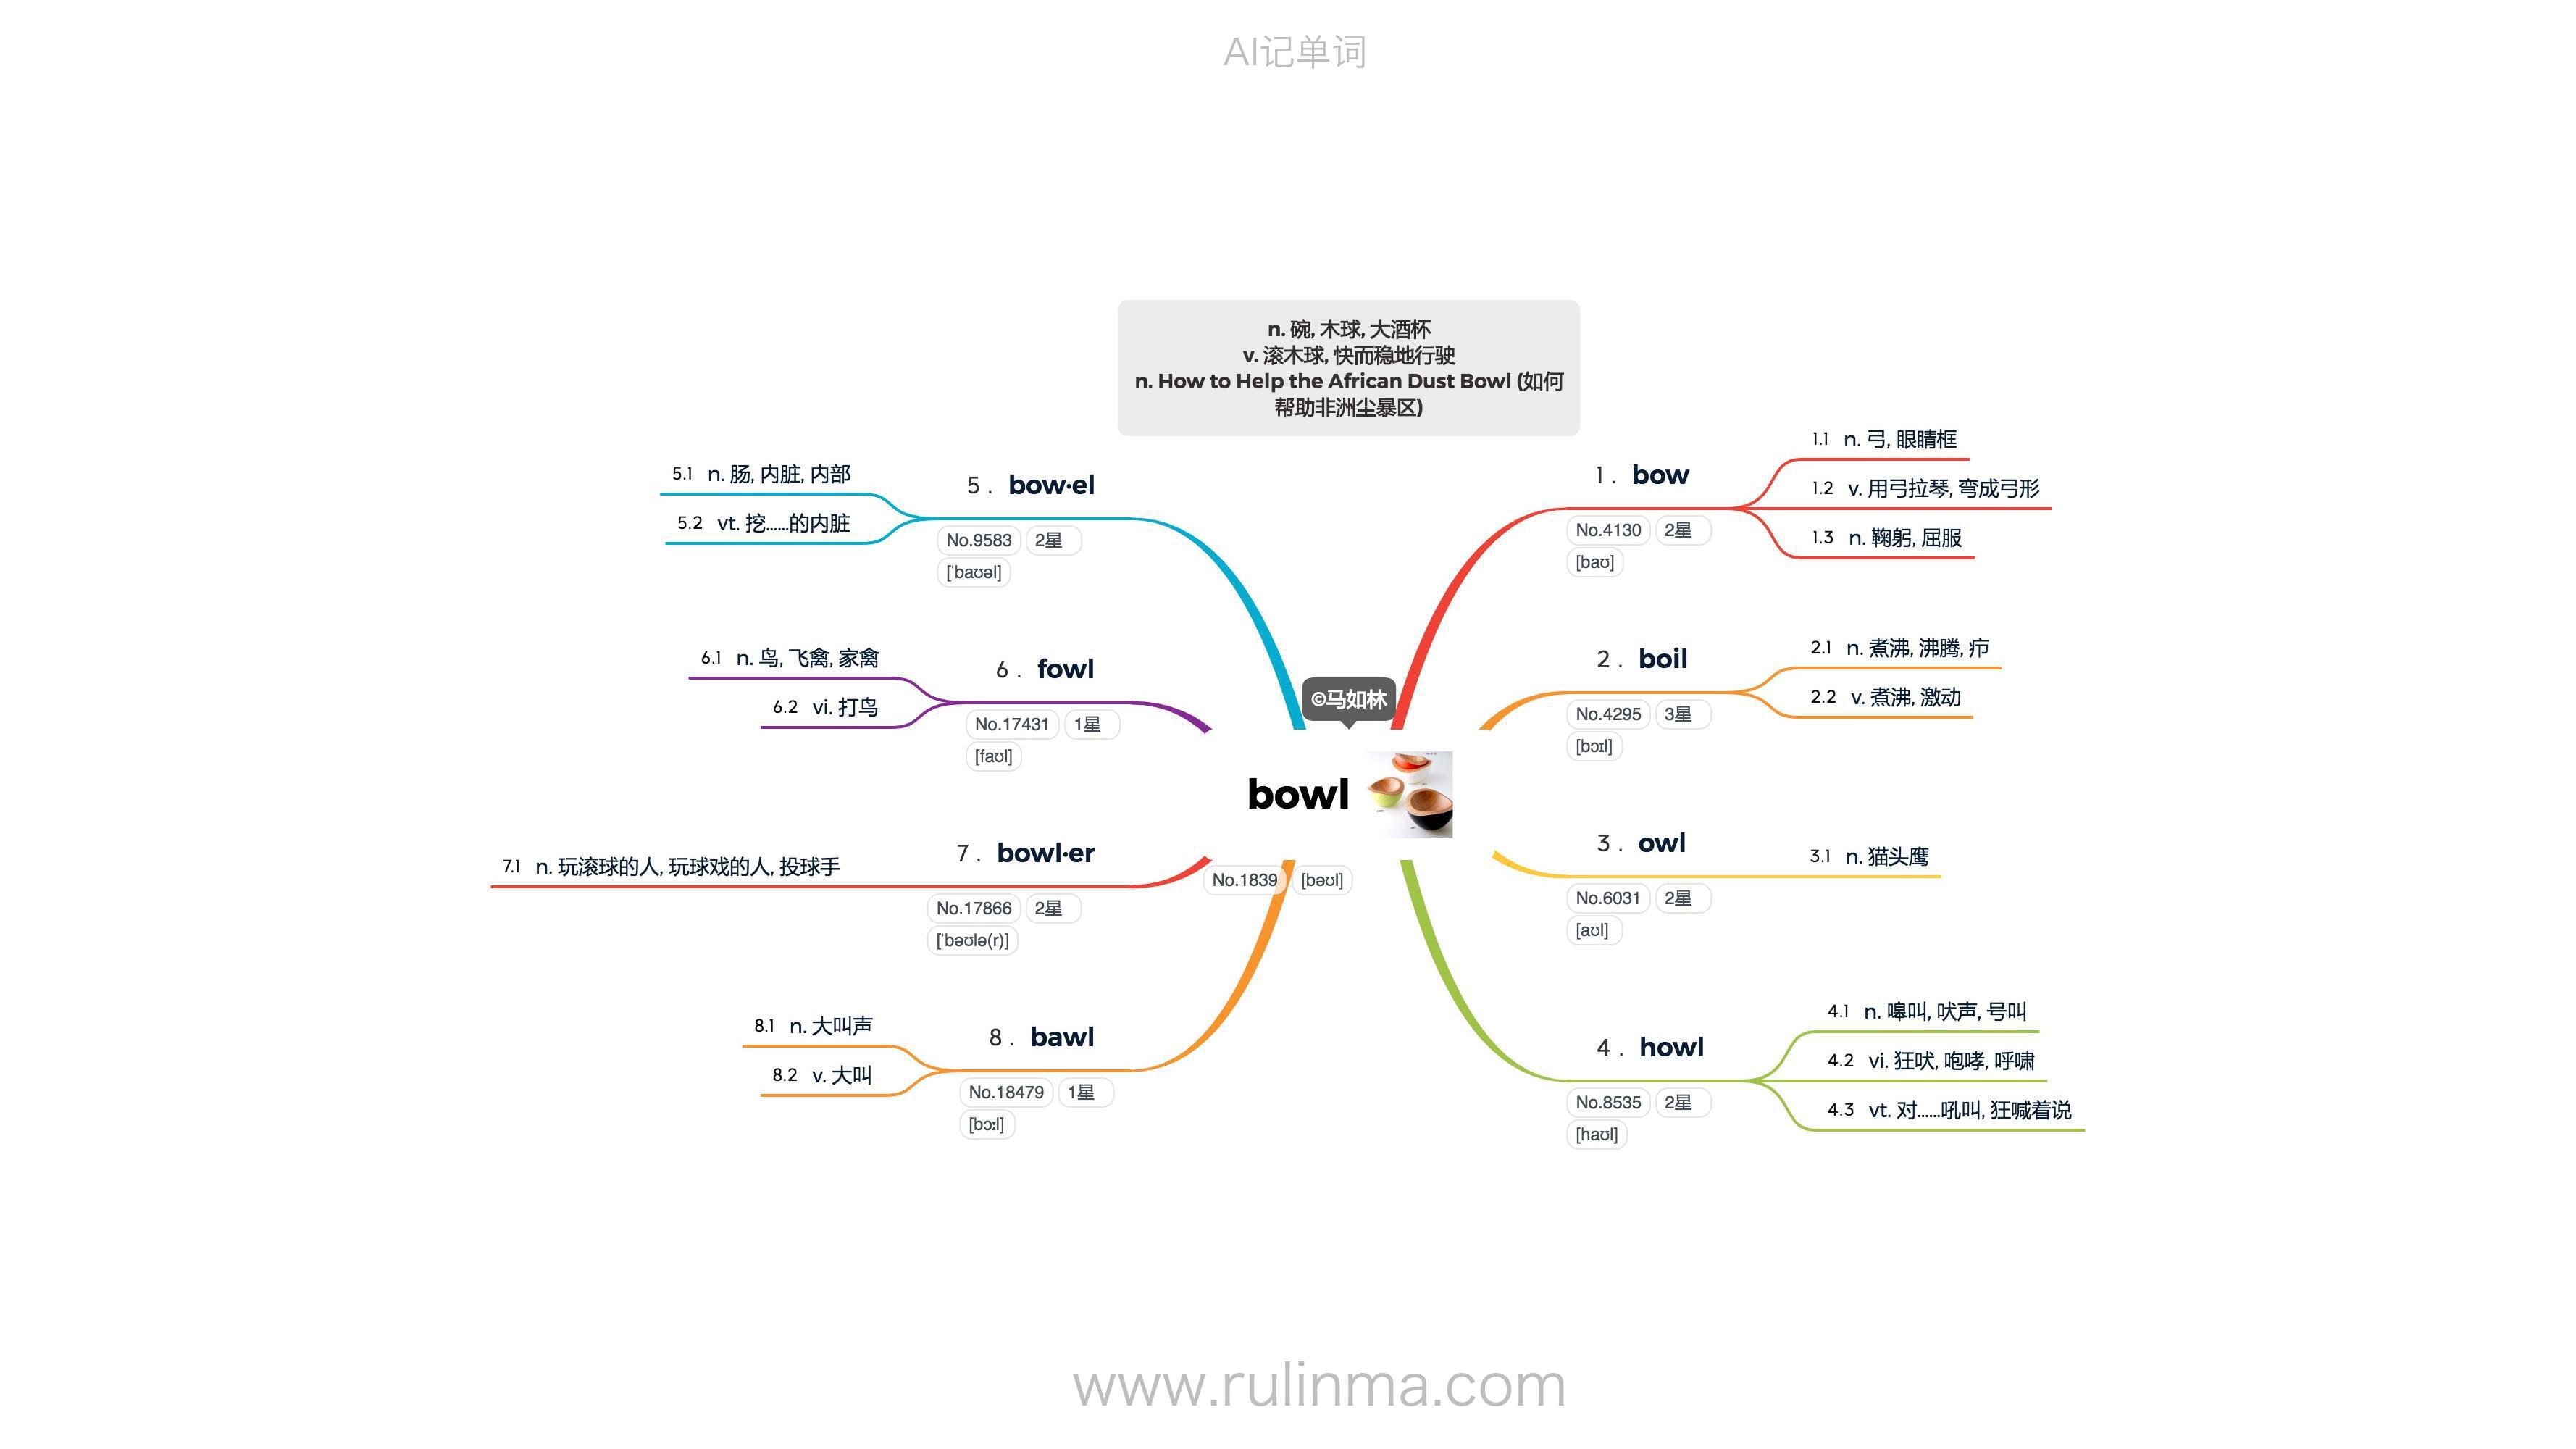 AI记单词
n. 碗, 木球, 大酒杯
v. 滚木球, 快而稳地行驶
n. How to Help the African Dust Bowl (如何
帮助非洲尘暴区)
©马如林
bowl
No.1839 [bəʊl]
1. bow
No.4130 2星
[baʊ]
1.1 n. 弓, 眼睛框
1.2 v. 用弓拉琴, 弯成弓形
1.3 n. 鞠躬, 屈服
2. boil
No.4295 3星
[bɔɪl]
2.1 n. 煮沸, 沸腾, 疖
2.2 v. 煮沸, 激动
3. owl
No.6031 2星
[aʊl]
3.1 n. 猫头鹰
4. howl
No.8535 2星
[haʊl]
4.1 n. 嗥叫, 吠声, 号叫
4.2 vi. 狂吠, 咆哮, 呼啸
4.3 vt. 对......吼叫, 狂喊着说
5. bow·el
No.9583 2星
[ˈbaʊəl]
5.1 n. 肠, 内脏, 内部
5.2 vt. 挖......的内脏
6. fowl
No.17431 1星
[faʊl]
6.1 n. 鸟, 飞禽, 家禽
6.2 vi. 打鸟
7. bowl·er
No.17866 2星
[ˈbəʊlə(r)]
7.1 n. 玩滚球的人, 玩球戏的人, 投球手
8. bawl
No.18479 1星
[bɔːl]
8.1 n. 大叫声
8.2 v. 大叫
www.rulinma.com